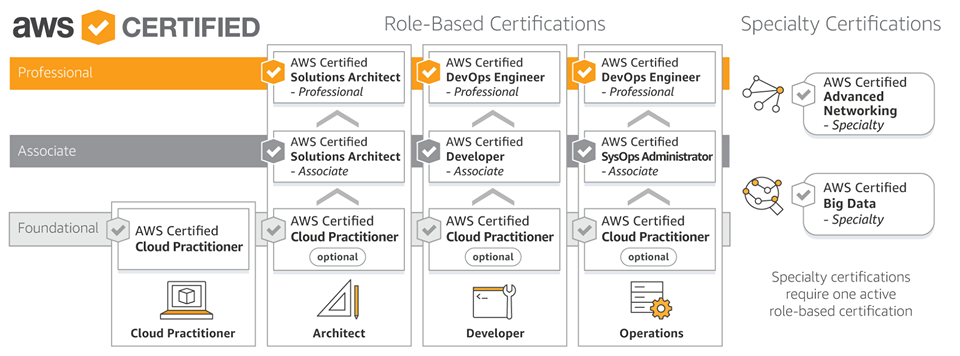 aws CERTIFIED
Role-Based Certifications
Specialty Certifications
Professional
AWS Certified
Solutions Architect
- Professional
AWS Certified
DevOps Engineer
- Professional
AWS Certified
DevOps Engineer
- Professional
Associate
AWS Certified
Solutions Architect
- Associate
AWS Certified
Developer
- Associate
AWS Certified
SysOps Administrator
- Associate
Foundational
AWS Certified
Cloud Practitioner
AWS Certified
Cloud Practitioner
optional
AWS Certified
Cloud Practitioner
optional
AWS Certified
Cloud Practitioner
optional
Cloud Practitioner
Architect
Developer
Operations
AWS Certified
Advanced
Networking
- Specialty
AWS Certified
Big Data
- Specialty
Specialty certifications
require one active
role-based certification